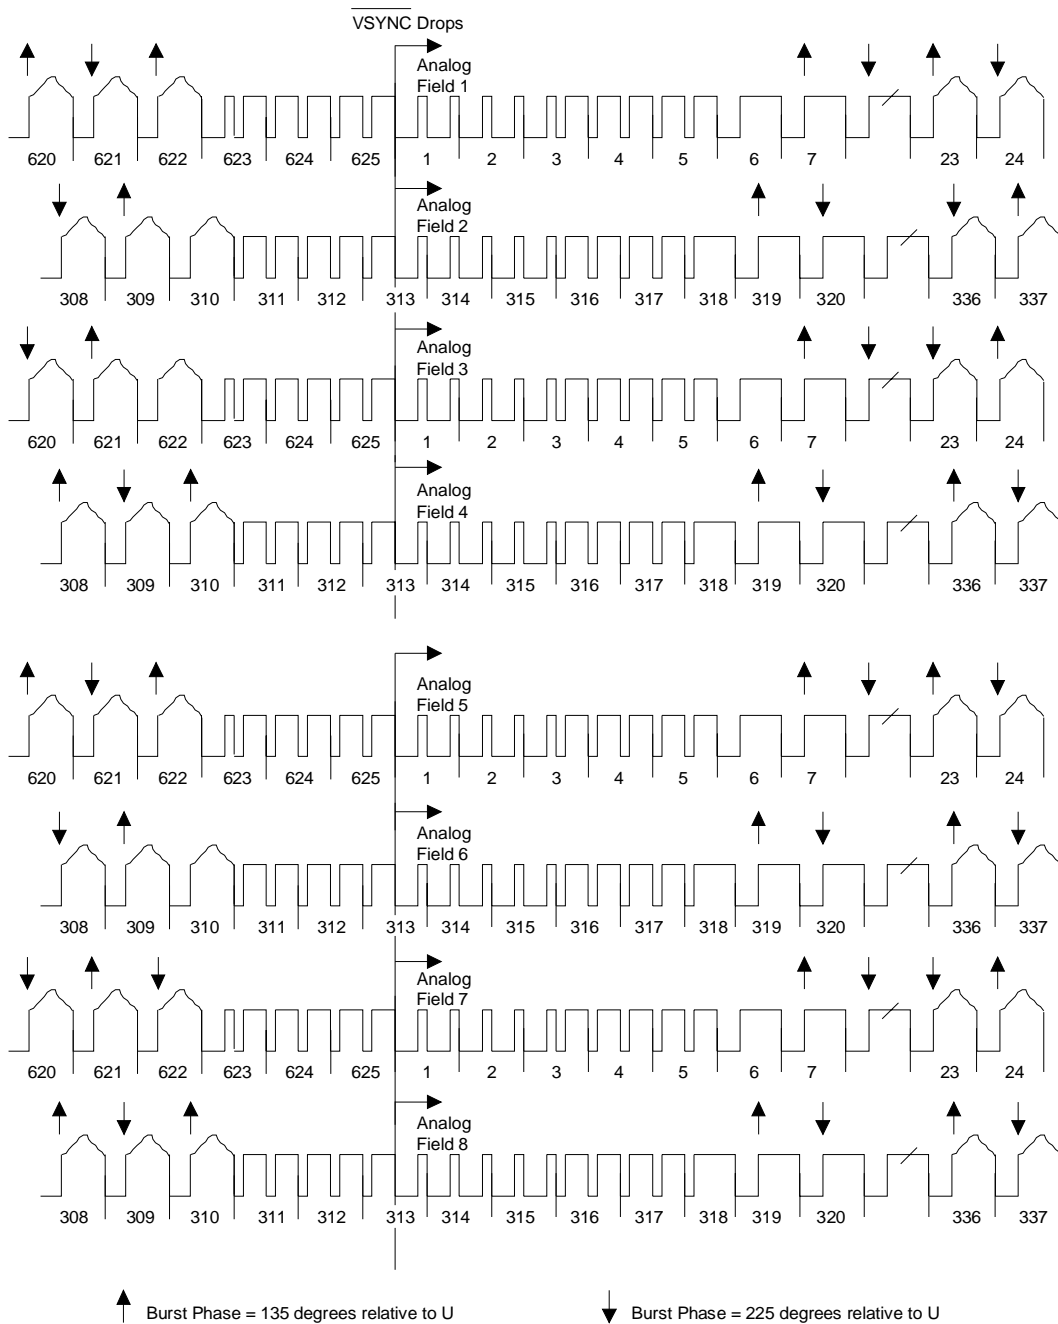 VSYNC Drops
Analog
Field 1
620 621 622 623 624 625 1 2 3 4 5 6 7 23 24
Analog
Field 2
308 309 310 311 312 313 314 315 316 317 318 319 320 336 337
Analog
Field 3
620 621 622 623 624 625 1 2 3 4 5 6 7 23 24
Analog
Field 4
308 309 310 311 312 313 314 315 316 317 318 319 320 336 337
Analog
Field 5
620 621 622 623 624 625 1 2 3 4 5 6 7 23 24
Analog
Field 6
308 309 310 311 312 313 314 315 316 317 318 319 320 336 337
Analog
Field 7
620 621 622 623 624 625 1 2 3 4 5 6 7 23 24
Analog
Field 8
308 309 310 311 312 313 314 315 316 317 318 319 320 336 337
Burst Phase = 135 degrees relative to U
Burst Phase = 225 degrees relative to U